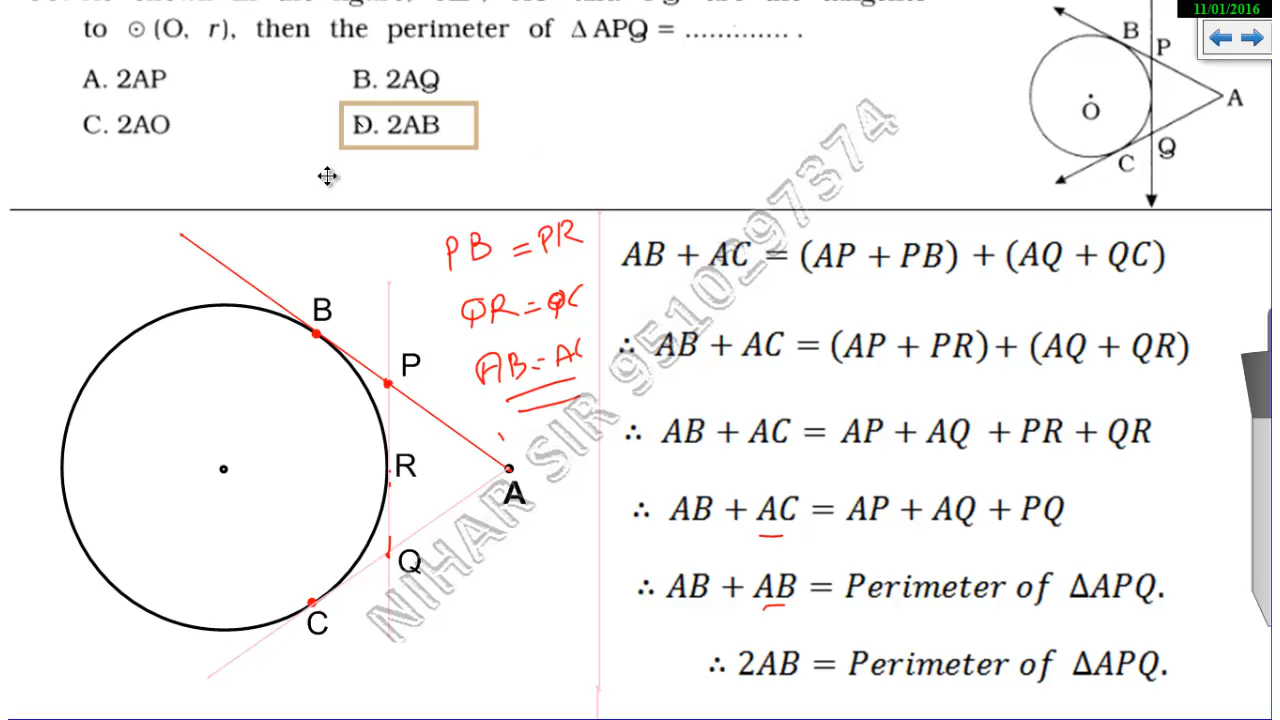 11/01/2016
to ⊙ (O, r), then the perimeter of Δ APQ = ............. .
A. 2AP B. 2AQ
C. 2AO D. 2AB
B
P
A
O
Q
C
B
P
R
A
Q
C
PB = PR
QR = QC
AB = AC
AB + AC = (AP + PB) + (AQ + QC)
∴ AB + AC = (AP + PR) + (AQ + QR)
∴ AB + AC = AP + AQ + PR + QR
∴ AB + AC = AP + AQ + PQ
∴ AB + AB = Perimeter of ΔAPQ.
∴ 2AB = Perimeter of ΔAPQ.
NIHAR SIR 9510397374